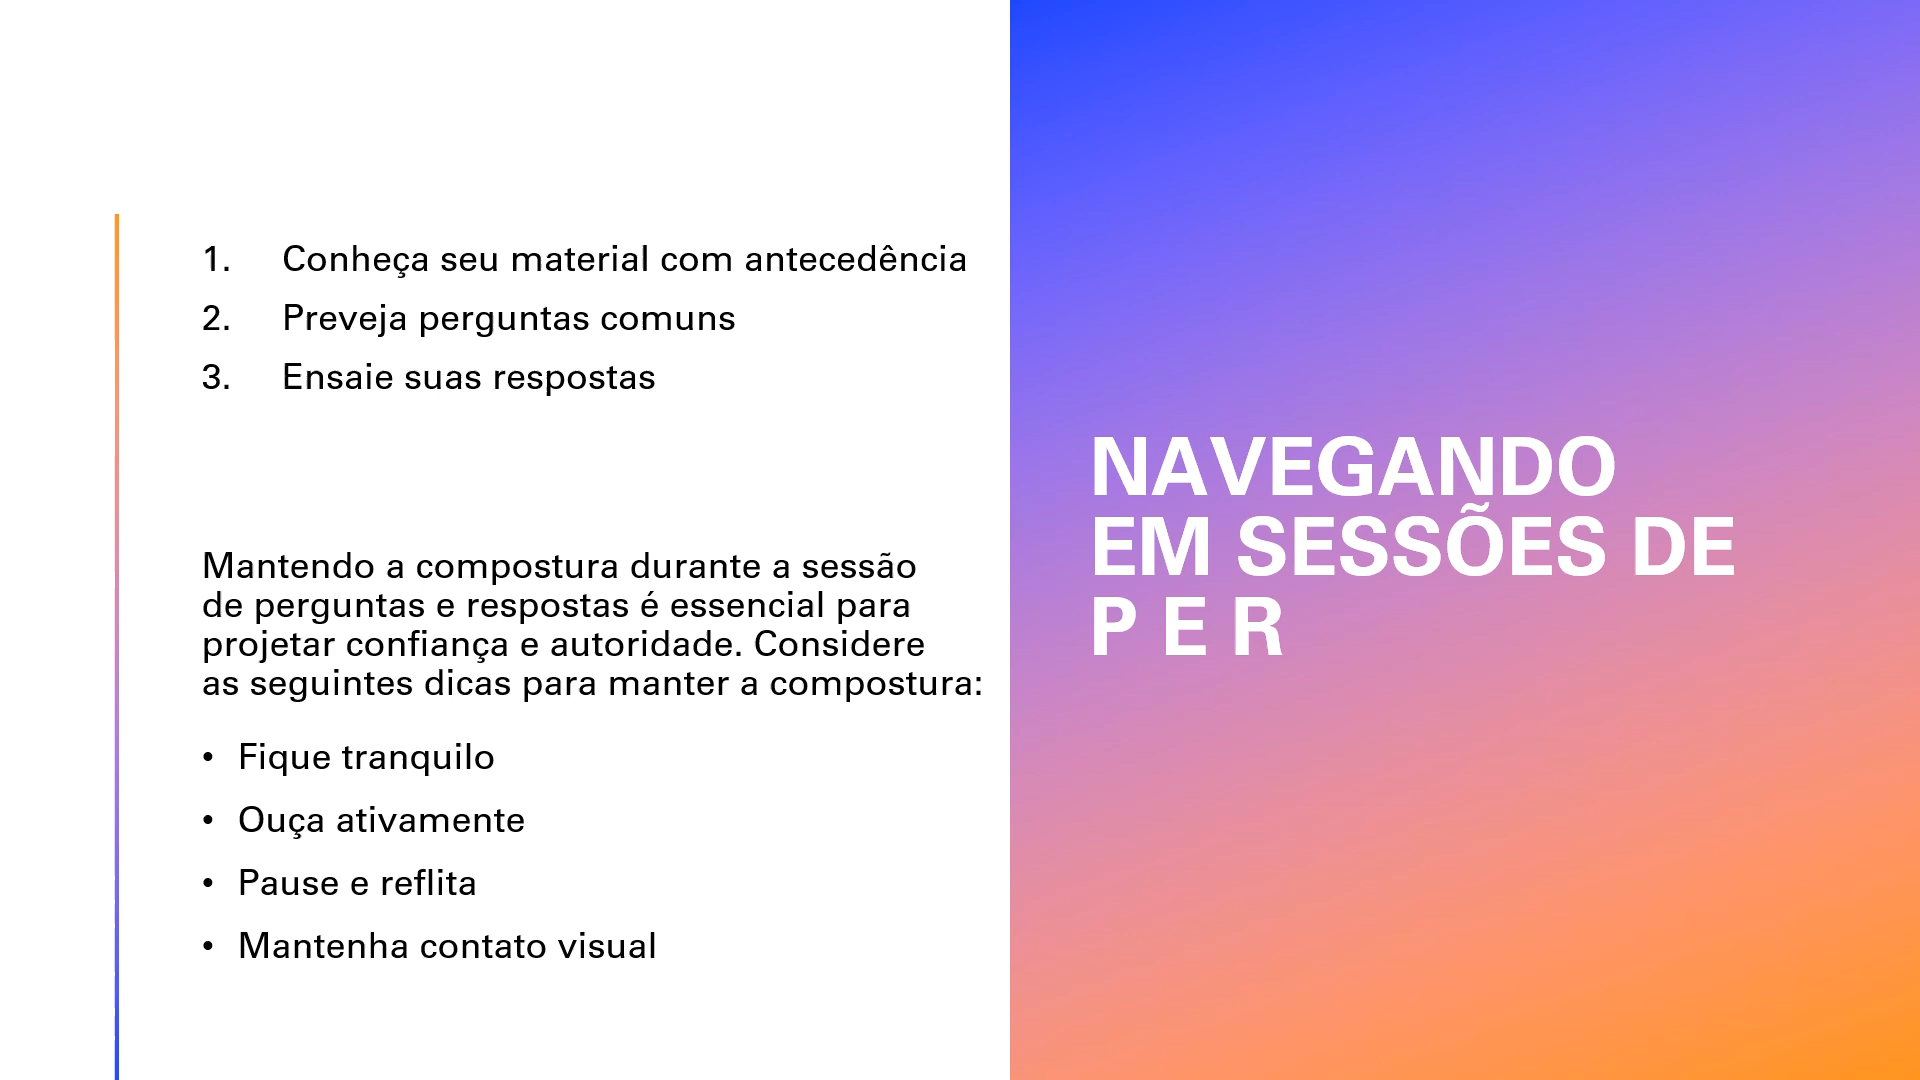 1. Conheça seu material com antecedência
2. Preveja perguntas comuns
3. Ensaie suas respostas
Mantendo a compostura durante a sessão
de perguntas e respostas é essencial para
projetar confiança e autoridade. Considere
as seguintes dicas para manter a compostura:
• Fique tranquilo
• Ouça ativamente
• Pause e reflita
• Mantenha contato visual
NAVEGANDO
EM SESSÕES DE
P E R